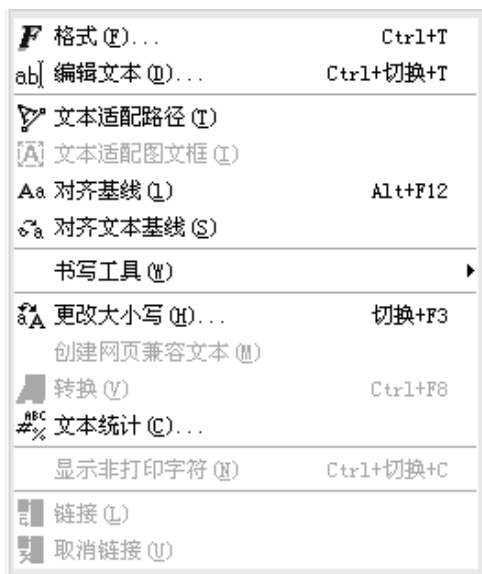 格式(F)... Ctrl+T
编辑文本(D)... Ctrl+切换+T
文本适配路径(T)
文本适配图文框(I)
对齐基线(l) Alt+F12
对齐文本基线(S)
书写工具(W)
更改大小写(H)... 切换+F3
创建网页兼容文本(M)
转换(V) Ctrl+F8
文本统计(C)...
显示非打印字符(N) Ctrl+切换+C
链接(L)
取消链接(U)